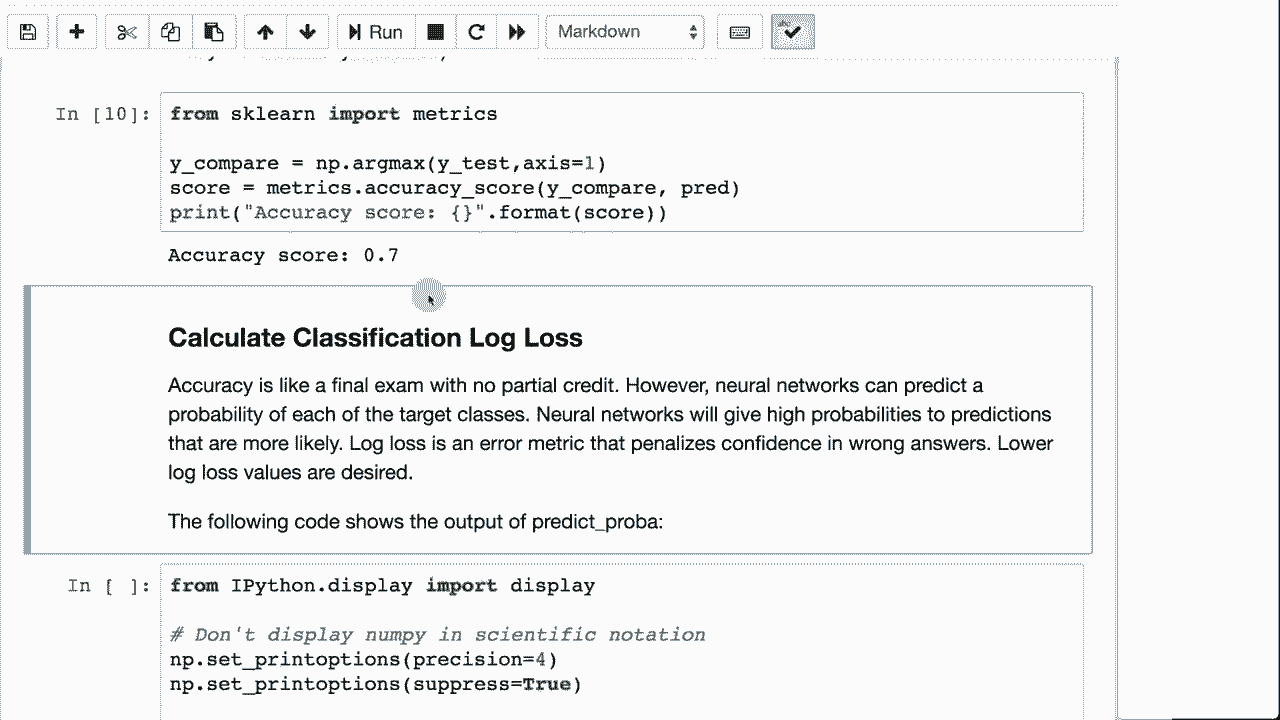 Run Markdown
In [10]: from sklearn import metrics
y_compare = np.argmax(y_test,axis=1)
score = metrics.accuracy_score(y_compare, pred)
print("Accuracy score: {}".format(score))
Accuracy score: 0.7
Calculate Classification Log Loss
Accuracy is like a final exam with no partial credit. However, neural networks can predict a
probability of each of the target classes. Neural networks will give high probabilities to predictions
that are more likely. Log loss is an error metric that penalizes confidence in wrong answers. Lower
log loss values are desired.
The following code shows the output of predict_proba:
In [ ]: from IPython.display import display
# Don't display numpy in scientific notation
np.set_printoptions(precision=4)
np.set_printoptions(suppress=True)